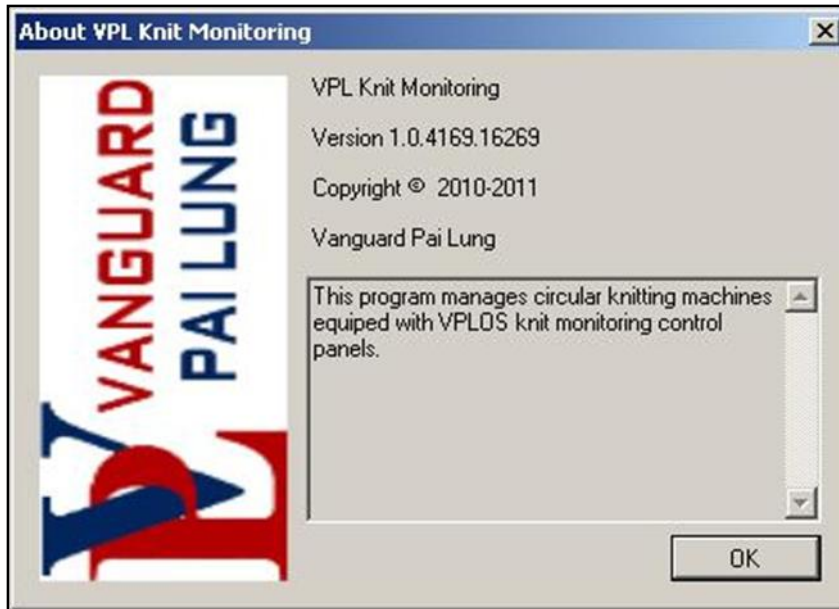 About VPL Knit Monitoring
VANGUARD
PAI LUNG
VPL
VPL Knit Monitoring
Version 1.0.4169.16269
Copyright © 2010-2011
Vanguard Pai Lung
This program manages circular knitting machines
equiped with VPLOS knit monitoring control
panels.
OK